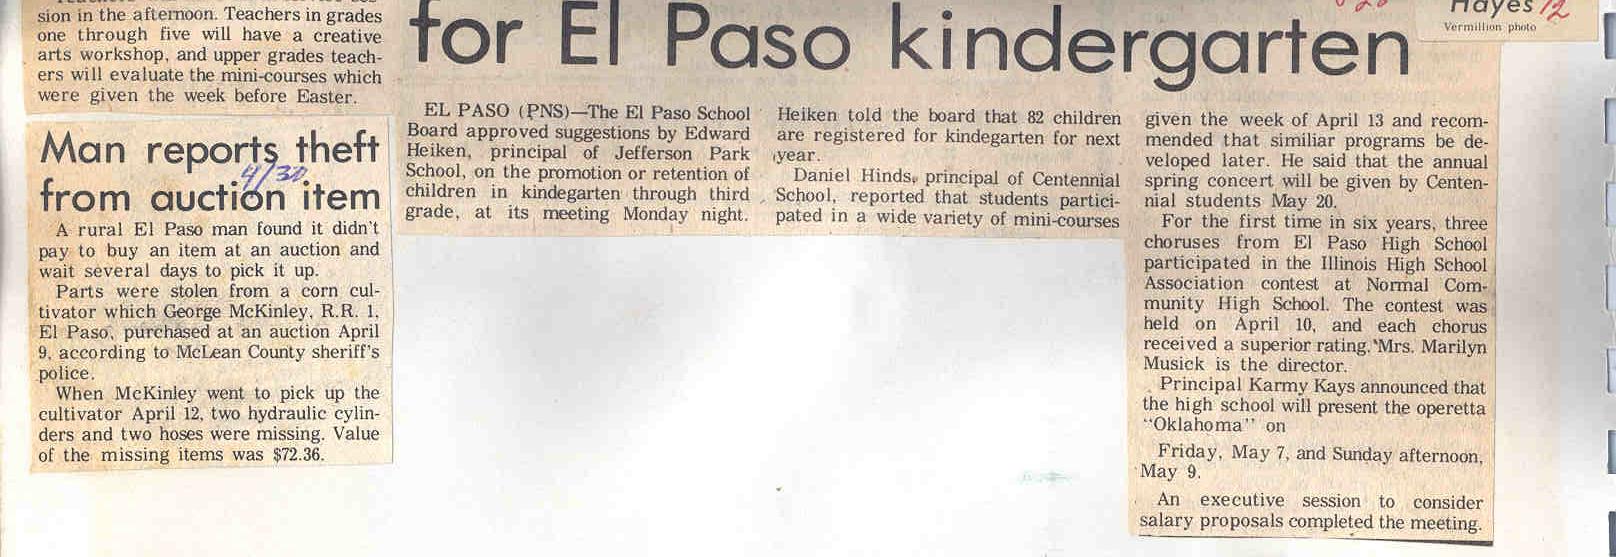 sion in the afternoon. Teachers in grades
one through five will have a creative
arts workshop, and upper grades teach-
ers will evaluate the mini-courses which
were given the week before Easter.
Man reports theft
4/30
from auction item
A rural El Paso man found it didn't
pay to buy an item at an auction and
wait several days to pick it up.
Parts were stolen from a corn cul-
tivator which George McKinley, R.R. 1,
El Paso, purchased at an auction April
9, according to McLean County sheriff's
police.
When McKinley went to pick up the
cultivator April 12, two hydraulic cylin-
ders and two hoses were missing. Value
of the missing items was $72.36.
for El Paso kindergarten
EL PASO (PNS)—The El Paso School
Board approved suggestions by Edward
Heiken, principal of Jefferson Park
School, on the promotion or retention of
children in kindegarten through third
grade, at its meeting Monday night.
Heiken told the board that 82 children
are registered for kindegarten for next
year.
Daniel Hinds, principal of Centennial
School, reported that students partici-
pated in a wide variety of mini-courses
given the week of April 13 and recom-
mended that similiar programs be de-
veloped later. He said that the annual
spring concert will be given by Centen-
nial students May 20.
For the first time in six years, three
choruses from El Paso High School
participated in the Illinois High School
Association contest at Normal Com-
munity High School. The contest was
held on April 10, and each chorus
received a superior rating. Mrs. Marilyn
Musick is the director.
Principal Karmy Kays announced that
the high school will present the operetta
"Oklahoma" on
Friday, May 7, and Sunday afternoon,
May 9.
An executive session to consider
salary proposals completed the meeting.
Hayes 12
Vermillion photo